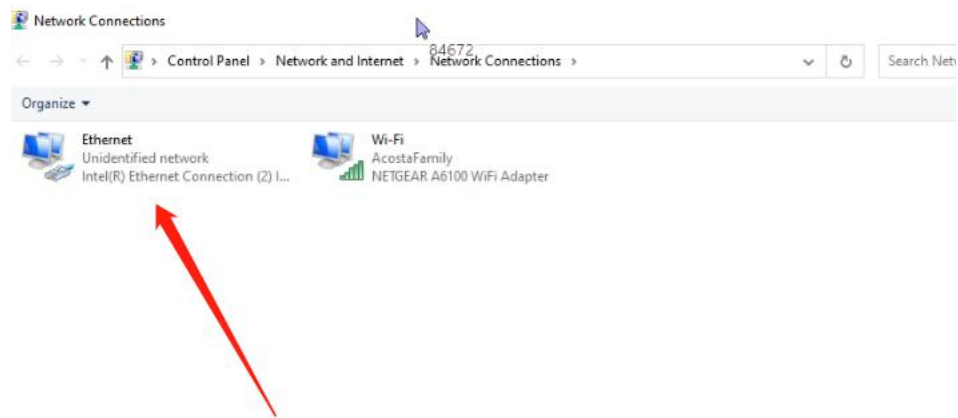 Network Connections
84672
Control Panel > Network and Internet > Network Connections >
Search Net
Organize
Ethernet
Unidentified network
Intel(R) Ethernet Connection (2) I...
Wi-Fi
AcostaFamily
NETGEAR A6100 WiFi Adapter